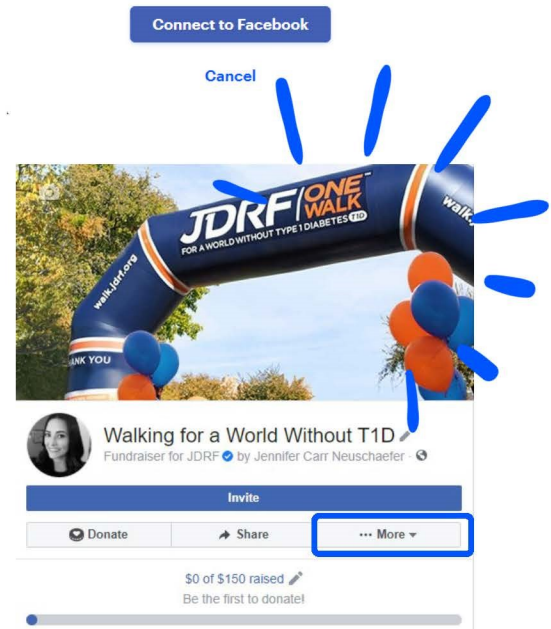 Connect to Facebook
Cancel
JDRF ONE WALK
FOR A WORLD WITHOUT TYPE 1 DIABETES T1D
walk.
walk.jdrf.org
THANK YOU
Walking for a World Without T1D
Fundraiser for JDRF by Jennifer Carr Neuschaefer -
Invite
Donate
Share
••• More
$0 of $150 raised
Be the first to donate!